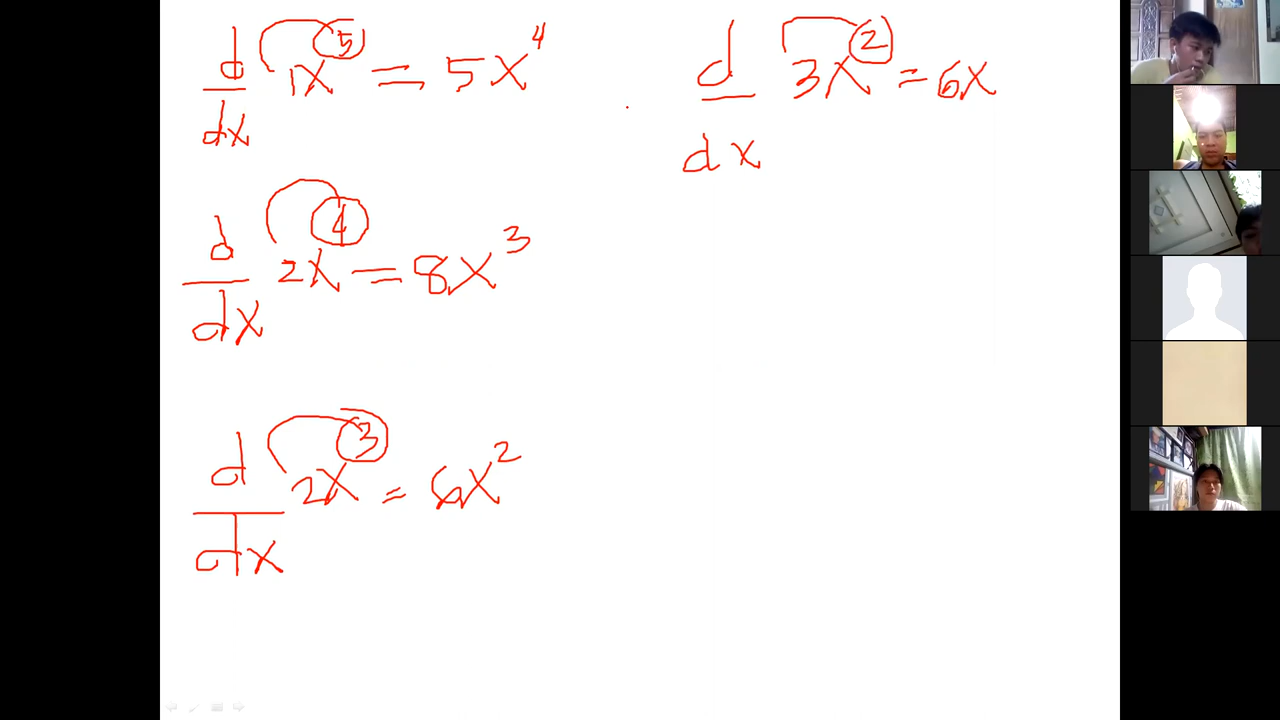 d/dx 1x⁵ = 5x⁴
d/dx 2x⁴ = 8x³
d/dx 2x³ = 6x²
d/dx 3x² = 6x